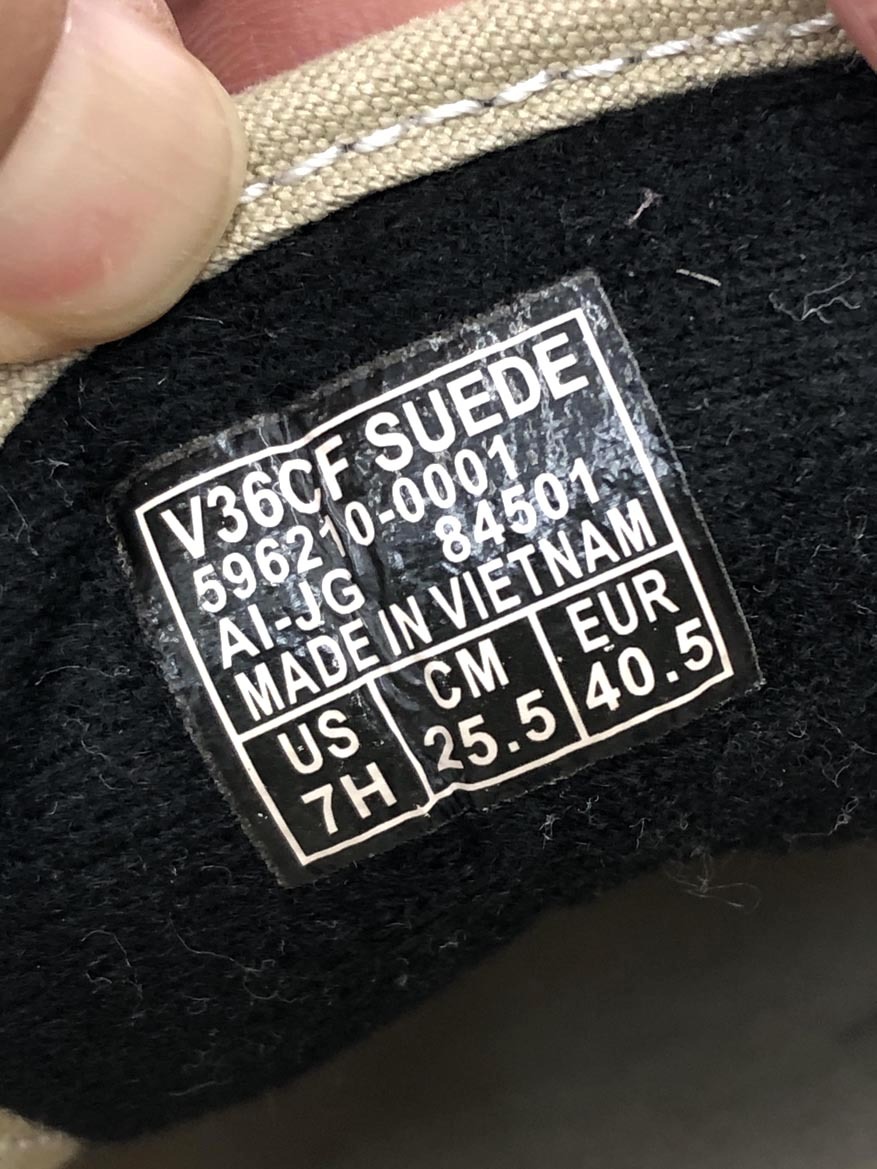 V36CF SUEDE
596210-0001
AI-JG 84501
MADE IN VIETNAM
US CM EUR
7H 25.5 40.5